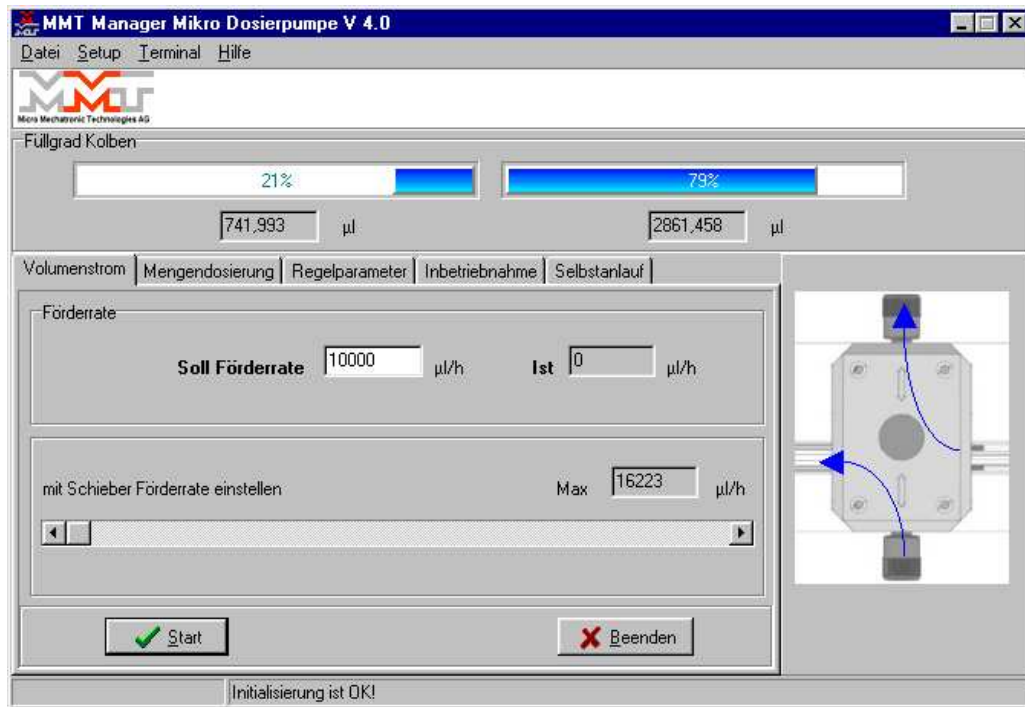 MMT Manager Mikro Dosierpumpe V 4.0
Datei Setup Terminal Hilfe
MMT
Micro Mechatronic Technologies AG
Füllgrad Kolben
21% 79%
741,993 µl 2861,458 µl
Volumenstrom Mengendosierung Regelparameter Inbetriebnahme Selbstanlauf
Förderrate
Soll Förderrate 10000 µl/h Ist 0 µl/h
mit Schieber Förderrate einstellen Max 16223 µl/h
Start Beenden
Initialisierung ist OK!